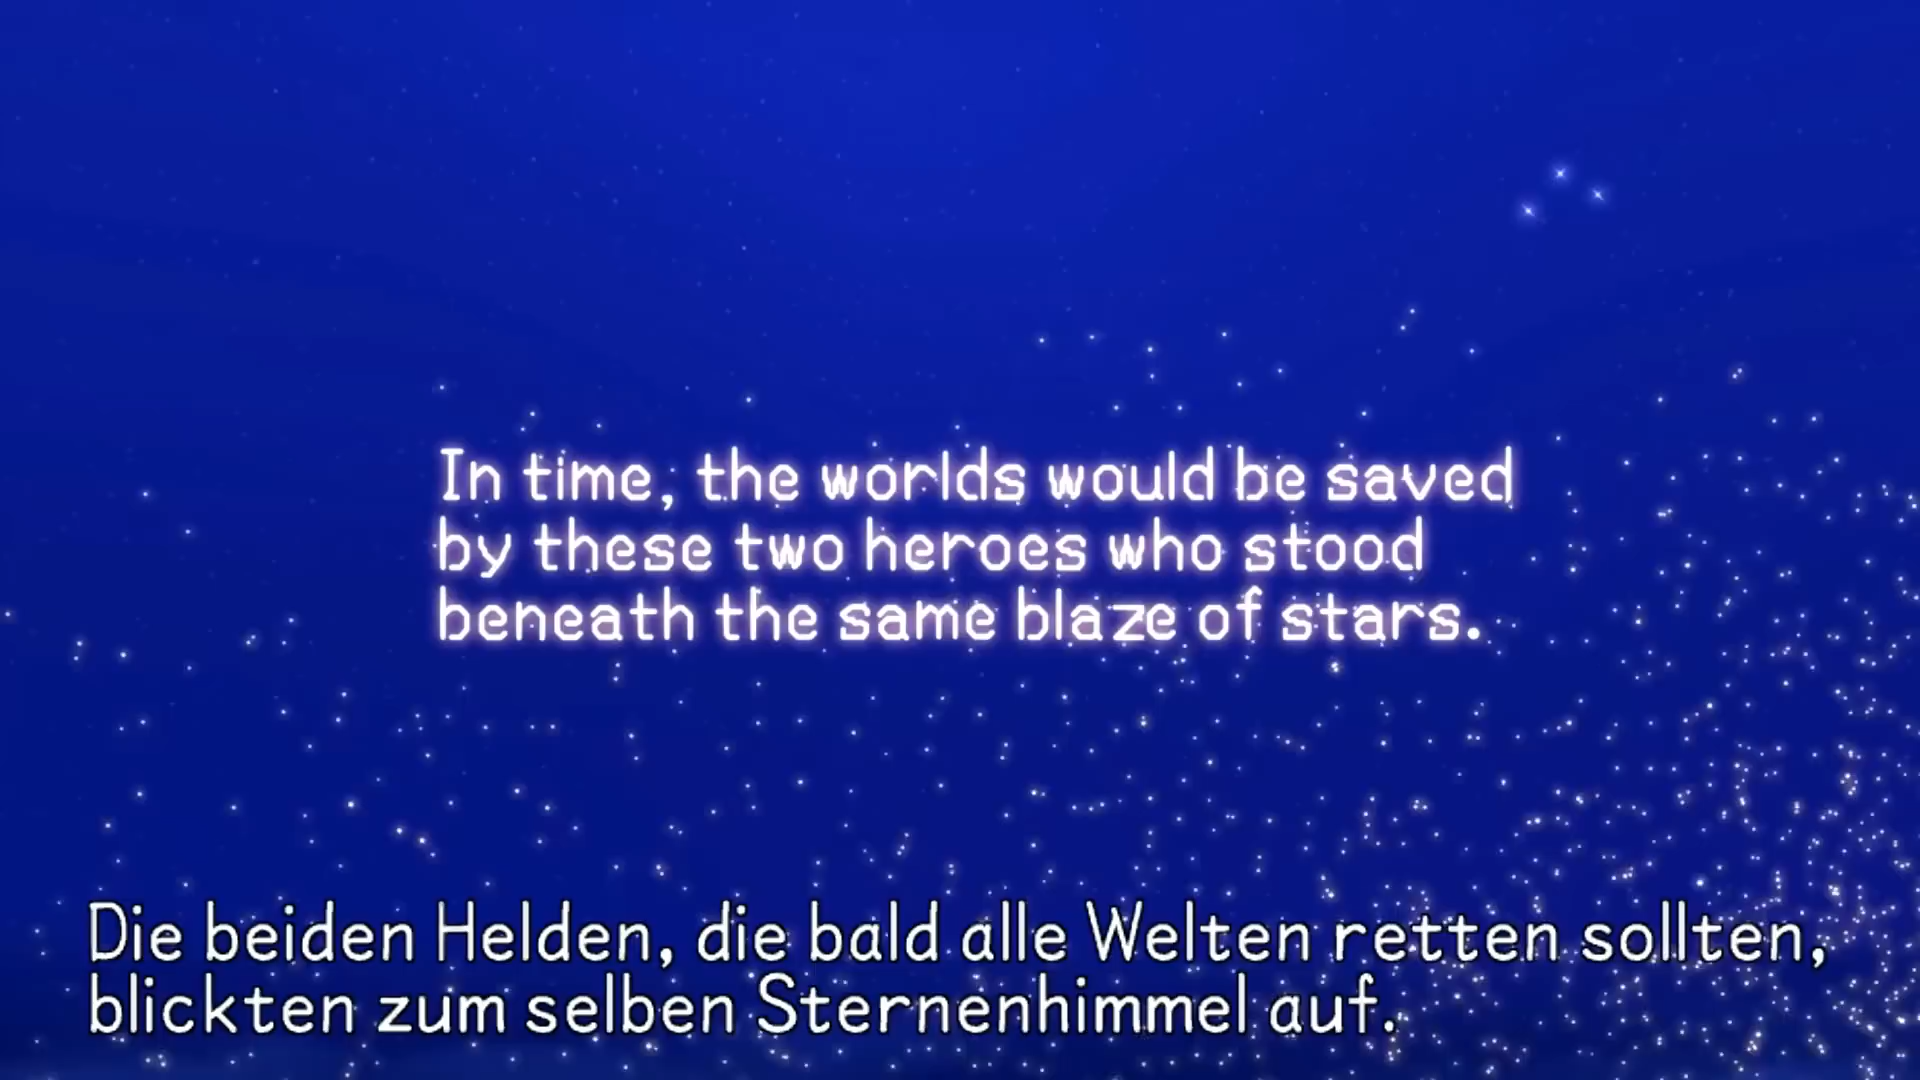 In time, the worlds would be saved
by these two heroes who stood
beneath the same blaze of stars.
Die beiden Helden, die bald alle Welten retten sollten,
blickten zum selben Sternenhimmel auf.